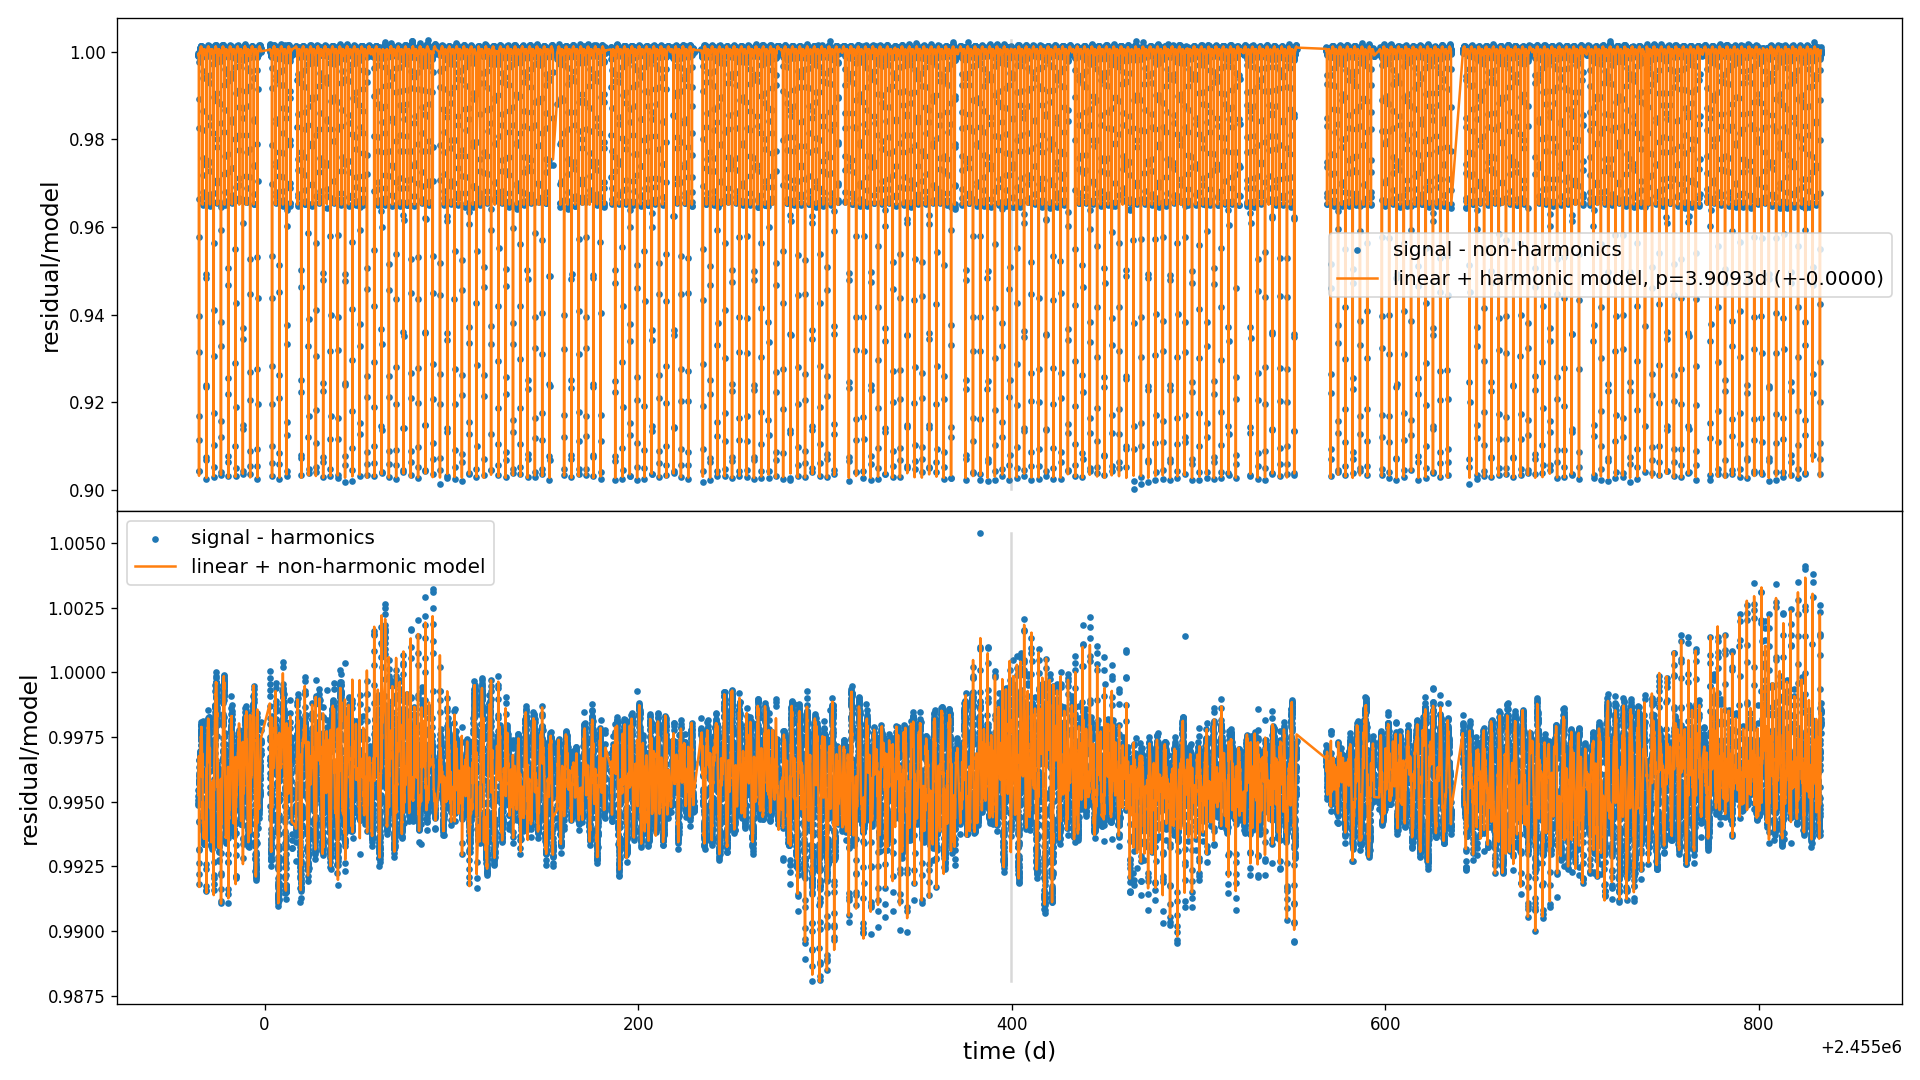 1.00
0.98
0.96
0.94
0.92
0.90
residual/model
signal - non-harmonics
linear + harmonic model, p=3.9093d (+-0.0000)
1.0050
1.0025
1.0000
0.9975
0.9950
0.9925
0.9900
0.9875
residual/model
signal - harmonics
linear + non-harmonic model
0
200
400
600
800
time (d)
+2.455e6